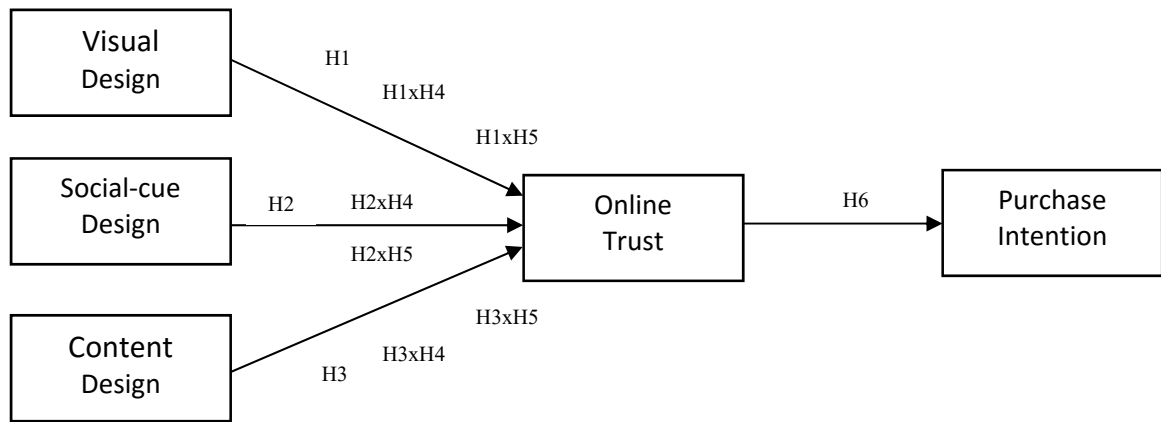 Visual
Design
H1
H1xH4
H1xH5
Social-cue
Design
H2
H2xH4
H2xH5
Online
Trust
H6
Purchase
Intention
Content
Design
H3
H3xH4
H3xH5